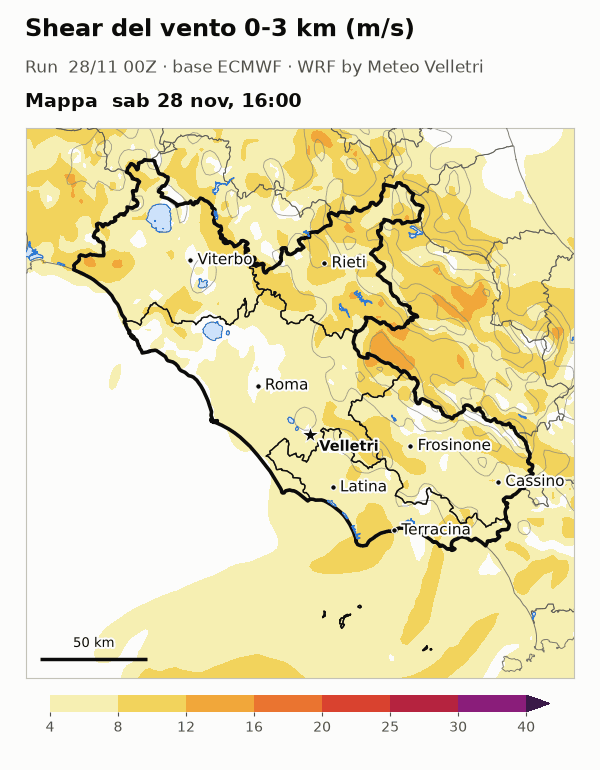 Shear del vento 0-3 km (m/s)
Run  28/11 00Z · base ECMWF · WRF by Meteo Velletri
Mappa  sab 28 nov, 16:00
Viterbo
Rieti
Roma
Velletri
Frosinone
Latina
Cassino
Terracina
50 km
4 8 12 16 20 25 30 40